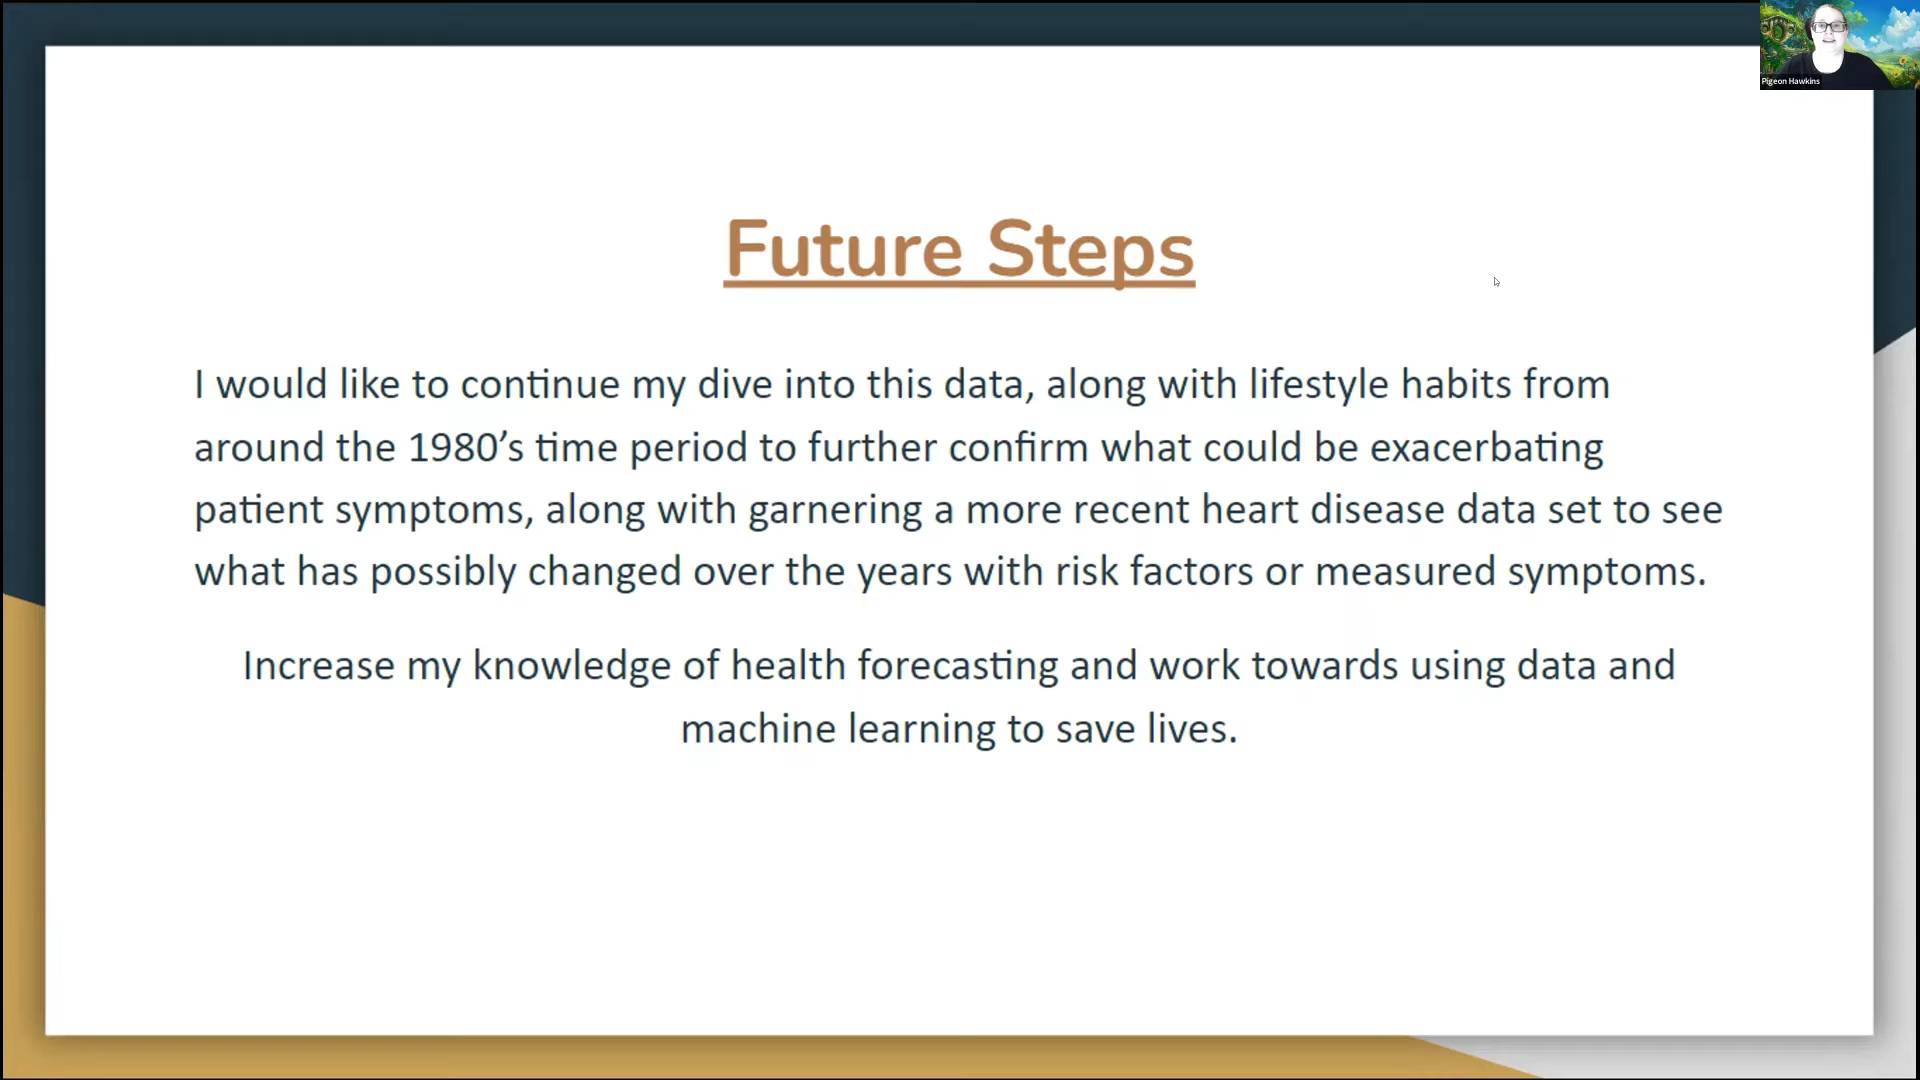 Pigeon Hawkins
Future Steps
I would like to continue my dive into this data, along with lifestyle habits from
around the 1980’s time period to further confirm what could be exacerbating
patient symptoms, along with garnering a more recent heart disease data set to see
what has possibly changed over the years with risk factors or measured symptoms.
Increase my knowledge of health forecasting and work towards using data and
machine learning to save lives.